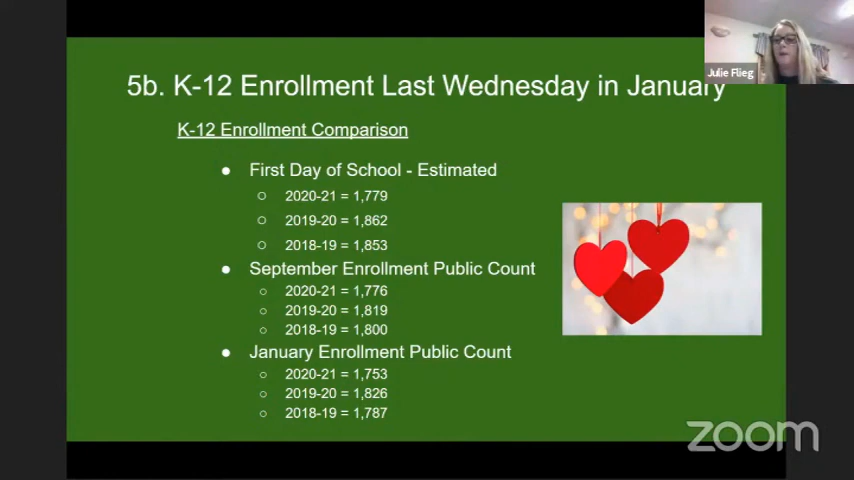 Julie Flieg
5b. K-12 Enrollment Last Wednesday in January
K-12 Enrollment Comparison
● First Day of School - Estimated
○ 2020-21 = 1,779
○ 2019-20 = 1,862
○ 2018-19 = 1,853
● September Enrollment Public Count
○ 2020-21 = 1,776
○ 2019-20 = 1,819
○ 2018-19 = 1,800
● January Enrollment Public Count
○ 2020-21 = 1,753
○ 2019-20 = 1,826
○ 2018-19 = 1,787
zoom